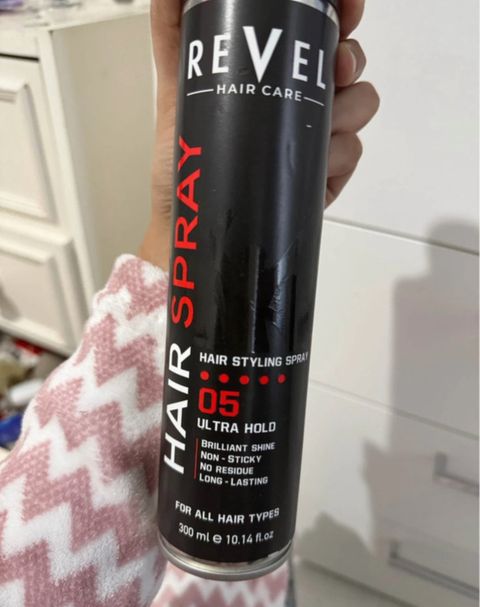 REVEL
HAIR CARE
HAIR SPRAY
HAIR STYLING SPRAY
05
ULTRA HOLD
BRILLIANT SHINE
NON - STICKY
NO RESIDUE
LONG - LASTING
FOR ALL HAIR TYPES
300 ml e 10.14 fl.oz